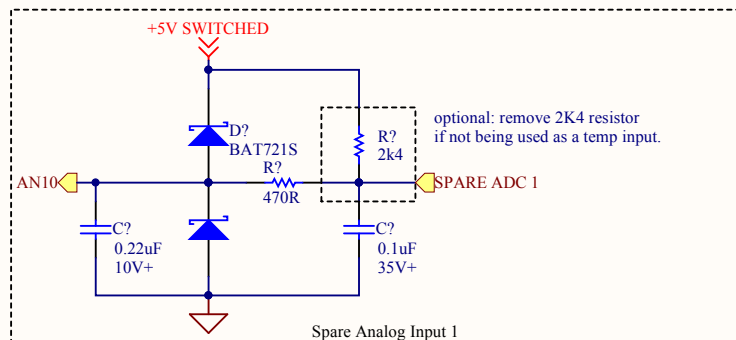 +5V SWITCHED
optional: remove 2K4 resistor
if not being used as a temp input.
D?
BAT721S
R?
2k4
R?
470R
AN10
SPARE ADC 1
C?
0.22uF
10V+
C?
0.1uF
35V+
Spare Analog Input 1